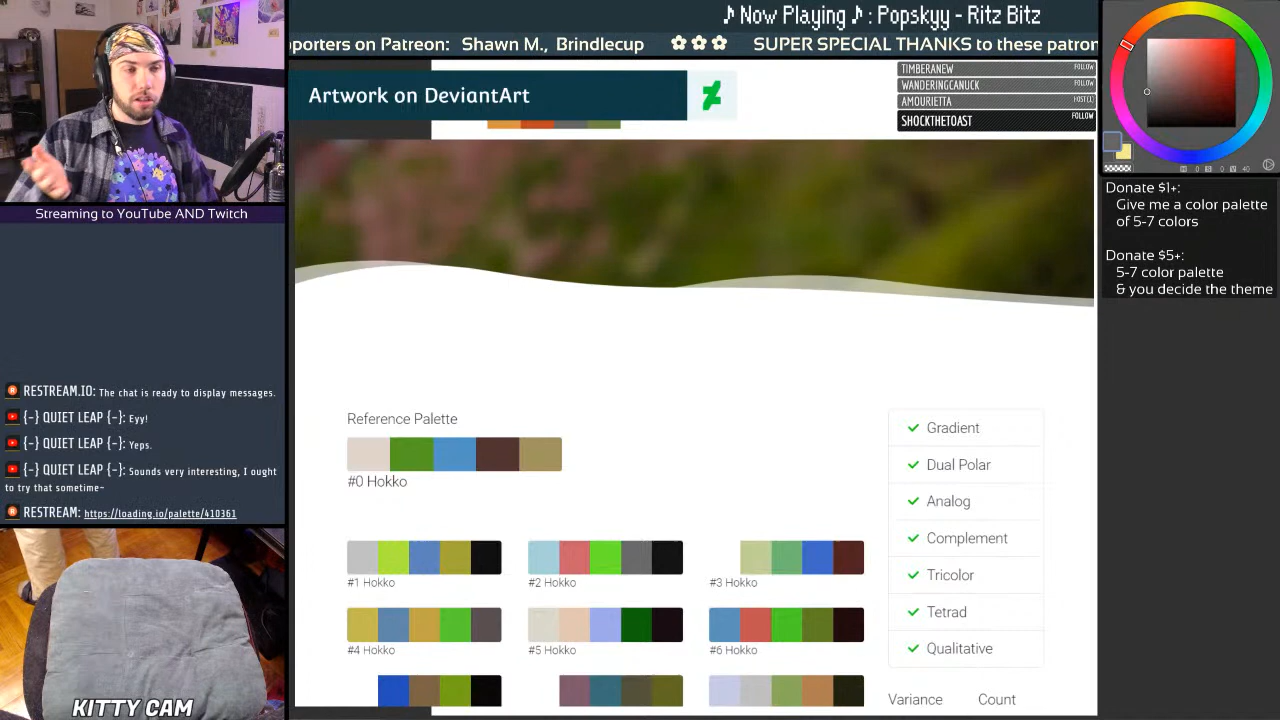 ♪ Now Playing ♪ : Popskyy - Ritz Bitz
porters on Patreon: Shawn M., Brindlecup ✿ ✿ ✿ SUPER SPECIAL THANKS to these patron
Artwork on DeviantArt
TIMBERANEW FOLLOW
WANDERINGCANUCK FOLLOW
AMOURIETTA HOST(1)
SHOCKTHETOAST FOLLOW
Streaming to YouTube AND Twitch
Donate $1+:
Give me a color palette
of 5-7 colors
Donate $5+:
5-7 color palette
& you decide the theme
RESTREAM.IO: The chat is ready to display messages.
{-} QUIET LEAP {-}: Eyy!
{-} QUIET LEAP {-}: Yeps.
{-} QUIET LEAP {-}: Sounds very interesting, I ought
to try that sometime~
RESTREAM: https://loading.io/palette/410361
KITTY CAM
Reference Palette
#0 Hokko
#1 Hokko
#2 Hokko
#3 Hokko
#4 Hokko
#5 Hokko
#6 Hokko
Gradient
Dual Polar
Analog
Complement
Tricolor
Tetrad
Qualitative
Variance
Count